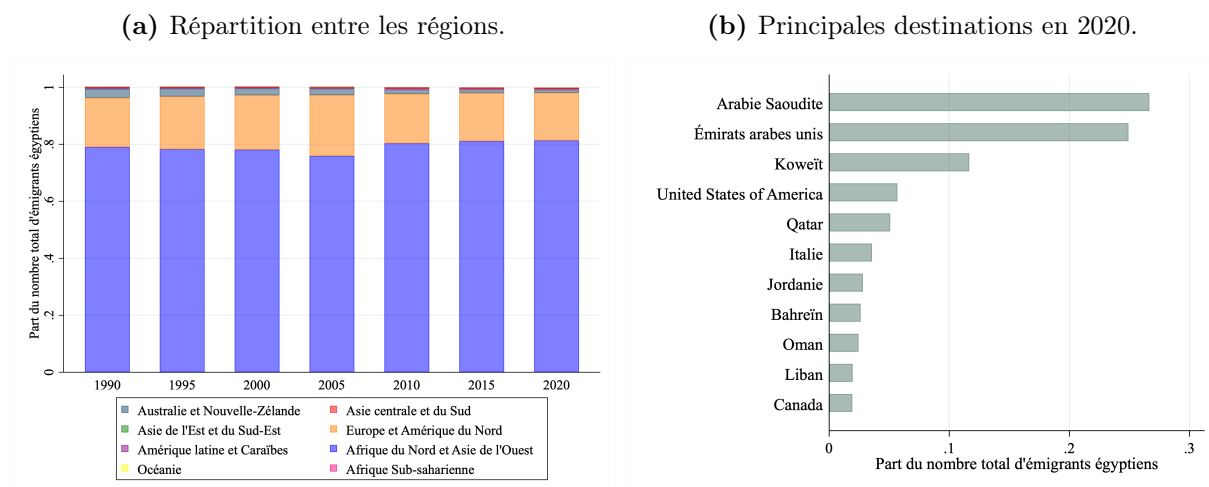 (a) Répartition entre les régions.
Part du nombre total d'émigrants égyptiens
1
.8
.6
.4
.2
0
1990 1995 2000 2005 2010 2015 2020
Australie et Nouvelle-Zélande Asie centrale et du Sud
Asie de l'Est et du Sud-Est Europe et Amérique du Nord
Amérique latine et Caraïbes Afrique du Nord et Asie de l'Ouest
Océanie Afrique Sub-saharienne
(b) Principales destinations en 2020.
Arabie Saoudite
Émirats arabes unis
Koweït
United States of America
Qatar
Italie
Jordanie
Bahreïn
Oman
Liban
Canada
0 .1 .2 .3
Part du nombre total d'émigrants égyptiens